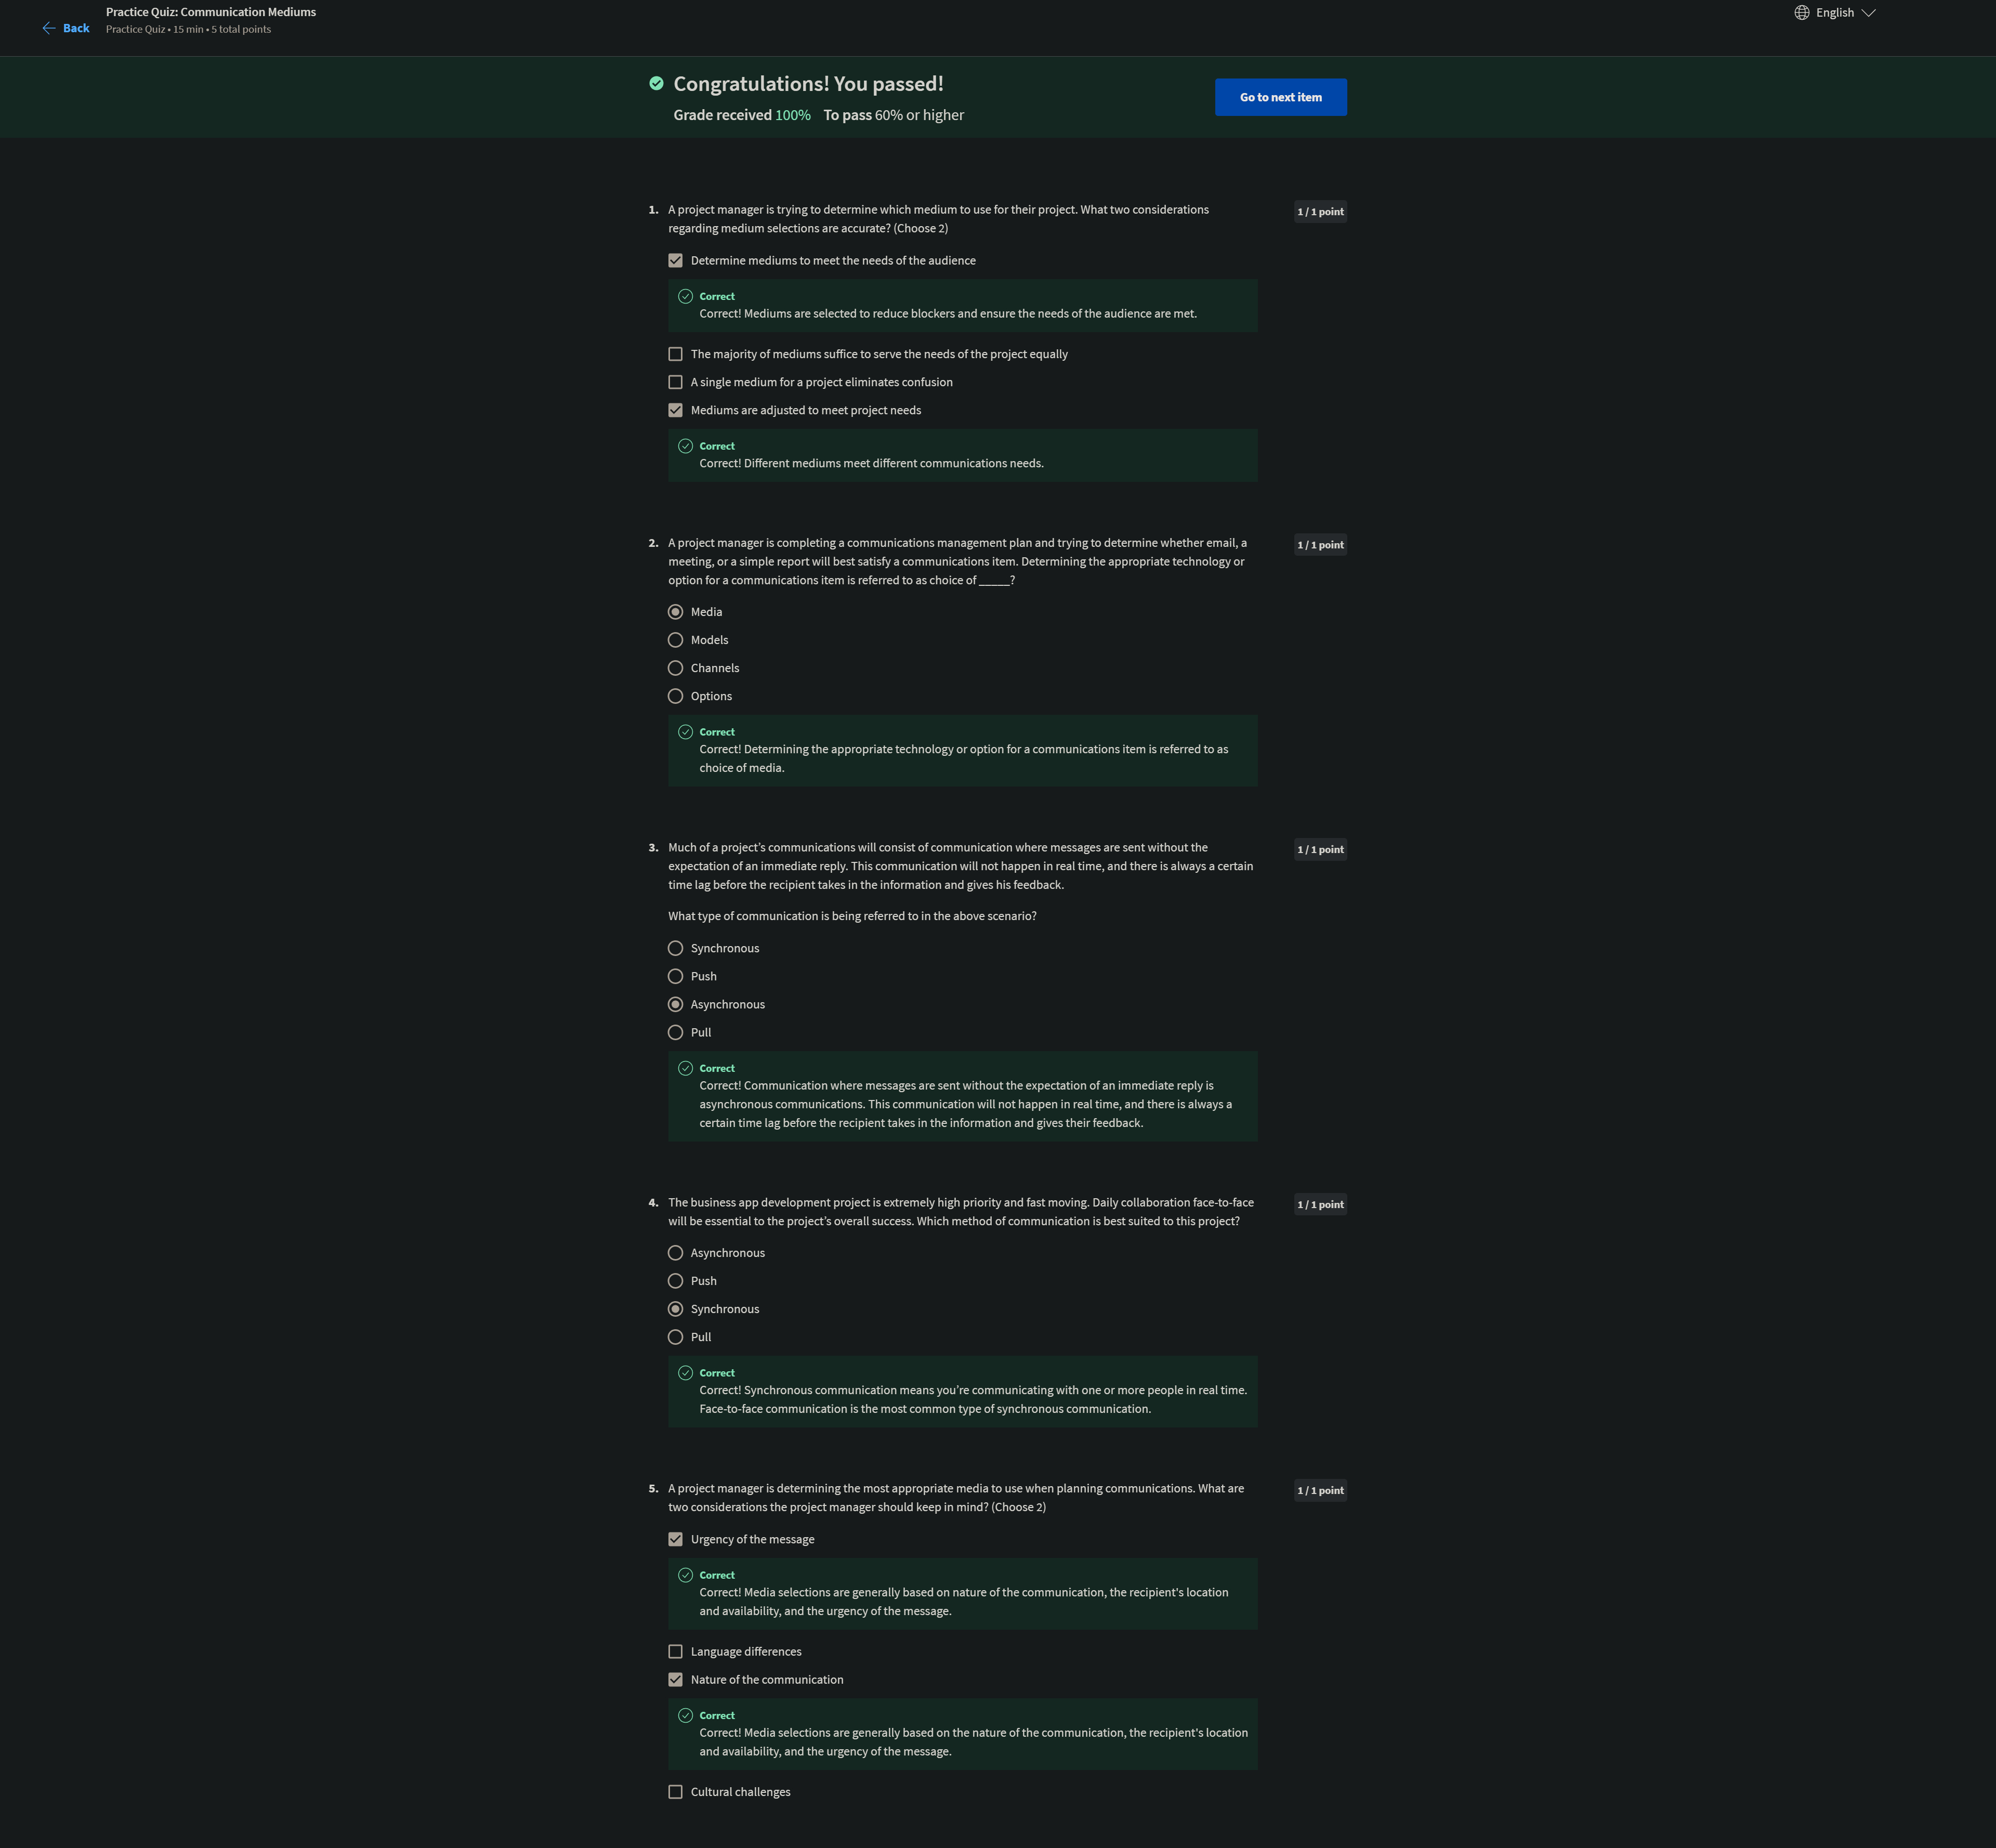 Practice Quiz: Communication Mediums
Back
Practice Quiz • 15 min • 5 total points
English
Congratulations! You passed!
Grade received 100% To pass 60% or higher
Go to next item
1. A project manager is trying to determine which medium to use for their project. What two considerations
regarding medium selections are accurate? (Choose 2)
1 / 1 point
Determine mediums to meet the needs of the audience
Correct
Correct! Mediums are selected to reduce blockers and ensure the needs of the audience are met.
The majority of mediums suffice to serve the needs of the project equally
A single medium for a project eliminates confusion
Mediums are adjusted to meet project needs
Correct
Correct! Different mediums meet different communications needs.
2. A project manager is completing a communications management plan and trying to determine whether email, a
meeting, or a simple report will best satisfy a communications item. Determining the appropriate technology or
option for a communications item is referred to as choice of _____?
1 / 1 point
Media
Models
Channels
Options
Correct
Correct! Determining the appropriate technology or option for a communications item is referred to as
choice of media.
3. Much of a project’s communications will consist of communication where messages are sent without the
expectation of an immediate reply. This communication will not happen in real time, and there is always a certain
time lag before the recipient takes in the information and gives his feedback.
1 / 1 point
What type of communication is being referred to in the above scenario?
Synchronous
Push
Asynchronous
Pull
Correct
Correct! Communication where messages are sent without the expectation of an immediate reply is
asynchronous communications. This communication will not happen in real time, and there is always a
certain time lag before the recipient takes in the information and gives their feedback.
4. The business app development project is extremely high priority and fast moving. Daily collaboration face-to-face
will be essential to the project’s overall success. Which method of communication is best suited to this project?
1 / 1 point
Asynchronous
Push
Synchronous
Pull
Correct
Correct! Synchronous communication means you’re communicating with one or more people in real time.
Face-to-face communication is the most common type of synchronous communication.
5. A project manager is determining the most appropriate media to use when planning communications. What are
two considerations the project manager should keep in mind? (Choose 2)
1 / 1 point
Urgency of the message
Correct
Correct! Media selections are generally based on nature of the communication, the recipient's location
and availability, and the urgency of the message.
Language differences
Nature of the communication
Correct
Correct! Media selections are generally based on the nature of the communication, the recipient's location
and availability, and the urgency of the message.
Cultural challenges